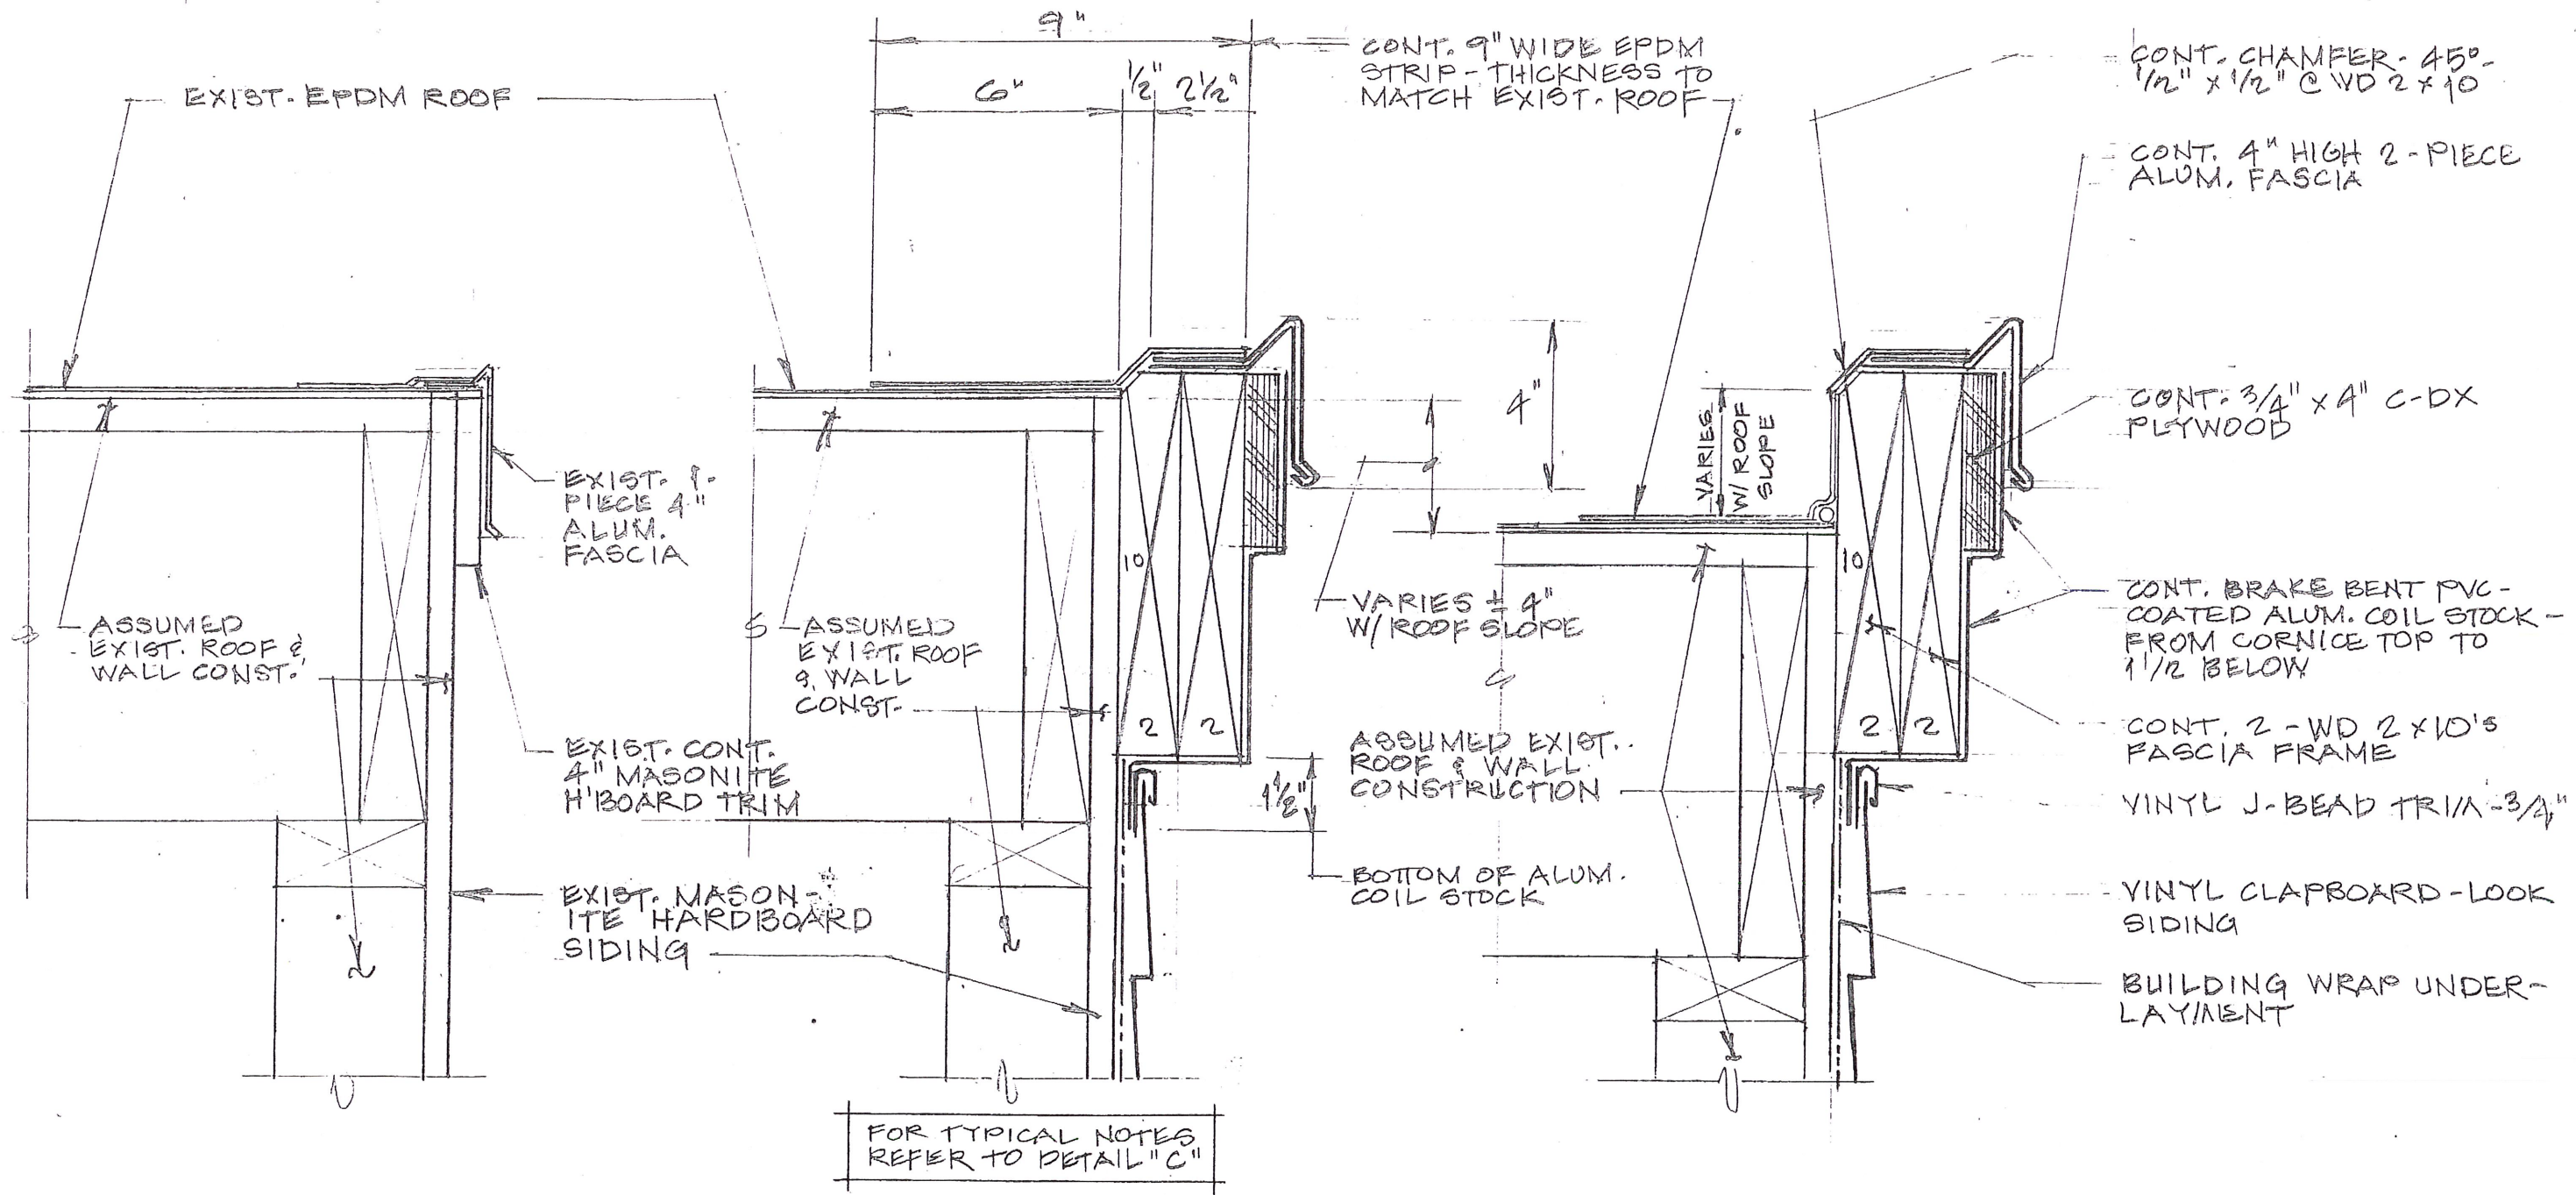 9"
6"
1/2"
2 1/2"
EXIST. EPDM ROOF
CONT. 9" WIDE EPDM
STRIP - THICKNESS TO
MATCH EXIST. ROOF
CONT. CHAMFER - 45° -
1/2" X 1/2" @ WD 2 X 10
CONT. 4" HIGH 2 - PIECE
ALUM. FASCIA
CONT. 3/4" X 4" C-DX
PLYWOOD
4"
VARIES
W/ ROOF
SLOPE
EXIST. 1-
PIECE 4"
ALUM.
FASCIA
10
10
ASSUMED
EXIST. ROOF &
WALL CONST.
ASSUMED
EXIST. ROOF
& WALL
CONST.
VARIES ± 4"
W/ ROOF SLOPE
CONT. BRAKE BENT PVC -
COATED ALUM. COIL STOCK -
FROM CORNICE TOP TO
1 1/2 BELOW
2
2
2
2
CONT. 2 - WD 2 X 10'S
FASCIA FRAME
EXIST. CONT.
4" MASONITE
H'BOARD TRIM
1 1/2"
ASSUMED EXIST.
ROOF & WALL
CONSTRUCTION
VINYL J-BEAD TRIM - 3/4"
EXIST. MASON-
ITE HARDBOARD
SIDING
BOTTOM OF ALUM.
COIL STOCK
VINYL CLAPBOARD - LOOK
SIDING
BUILDING WRAP UNDER-
LAYMENT
FOR TYPICAL NOTES
REFER TO DETAIL "C"